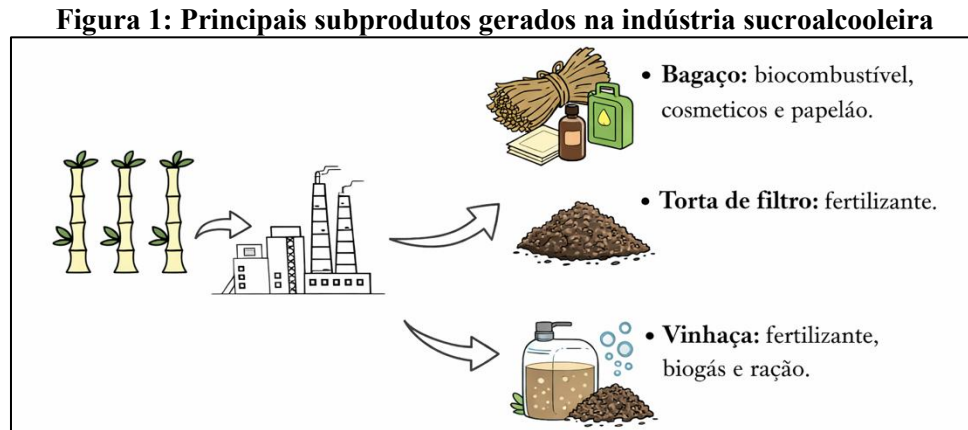 Figura 1: Principais subprodutos gerados na indústria sucroalcooleira
• Bagaço: biocombustível,
cosmeticos e papeláo.
• Torta de filtro: fertilizante.
• Vinhaça: fertilizante,
biogás e ração.